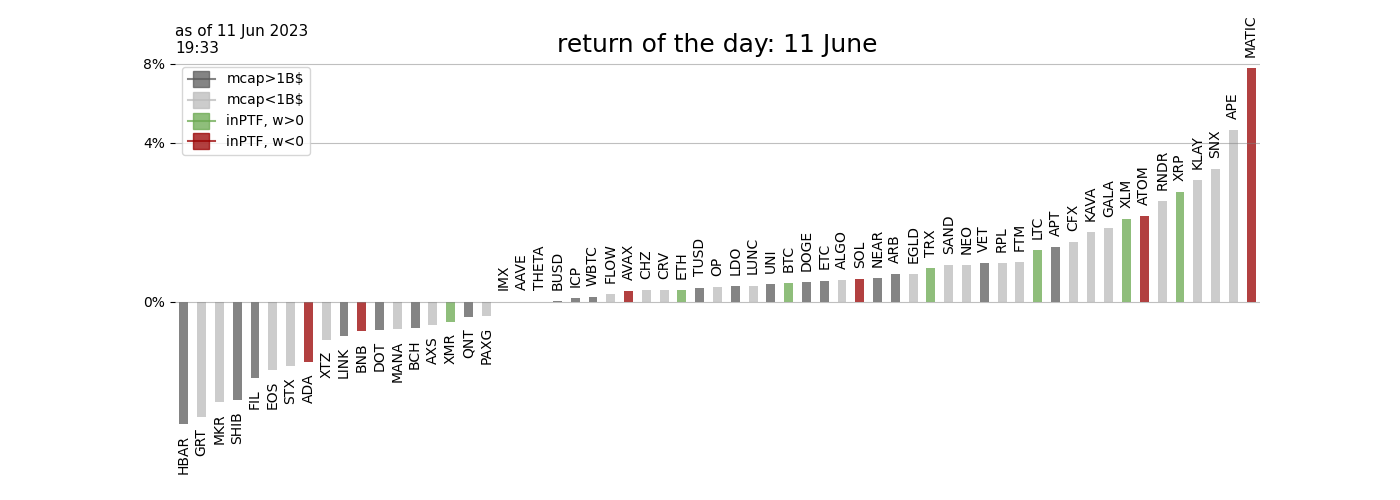 as of 11 Jun 2023
19:33
return of the day: 11 June
8%
4%
0%
mcap>1B$
mcap<1B$
inPTF, w>0
inPTF, w<0
HBAR
GRT
MKR
SHIB
FIL
EOS
STX
ADA
XTZ
LINK
BNB
DOT
MANA
BCH
AXS
XMR
QNT
PAXG
IMX
AAVE
THETA
BUSD
ICP
WBTC
FLOW
AVAX
CHZ
CRV
ETH
TUSD
OP
LDO
LUNC
UNI
BTC
DOGE
ETC
ALGO
SOL
NEAR
ARB
EGLD
TRX
SAND
NEO
VET
RPL
FTM
LTC
APT
CFX
KAVA
GALA
XLM
ATOM
RNDR
XRP
KLAY
SNX
APE
MATIC